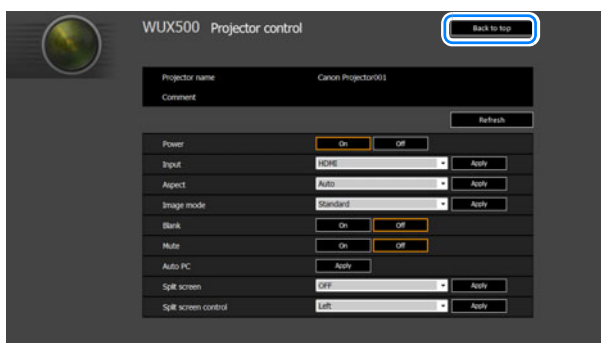 WUX500 Projector control
Back to top
Projector name Canon Projector001
Comment
Refresh
Power On Off
Input HDMI Apply
Aspect Auto Apply
Image mode Standard Apply
Blank On Off
Mute On Off
Auto PC Apply
Split screen OFF Apply
Split screen control Left Apply